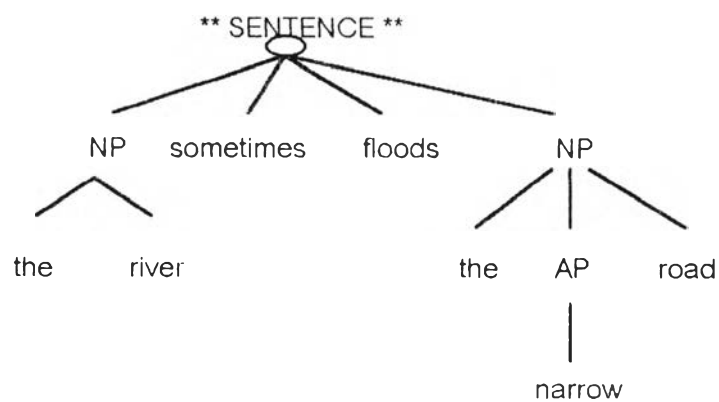 ** SENTENCE **
NP sometimes floods NP
the river the AP road
narrow